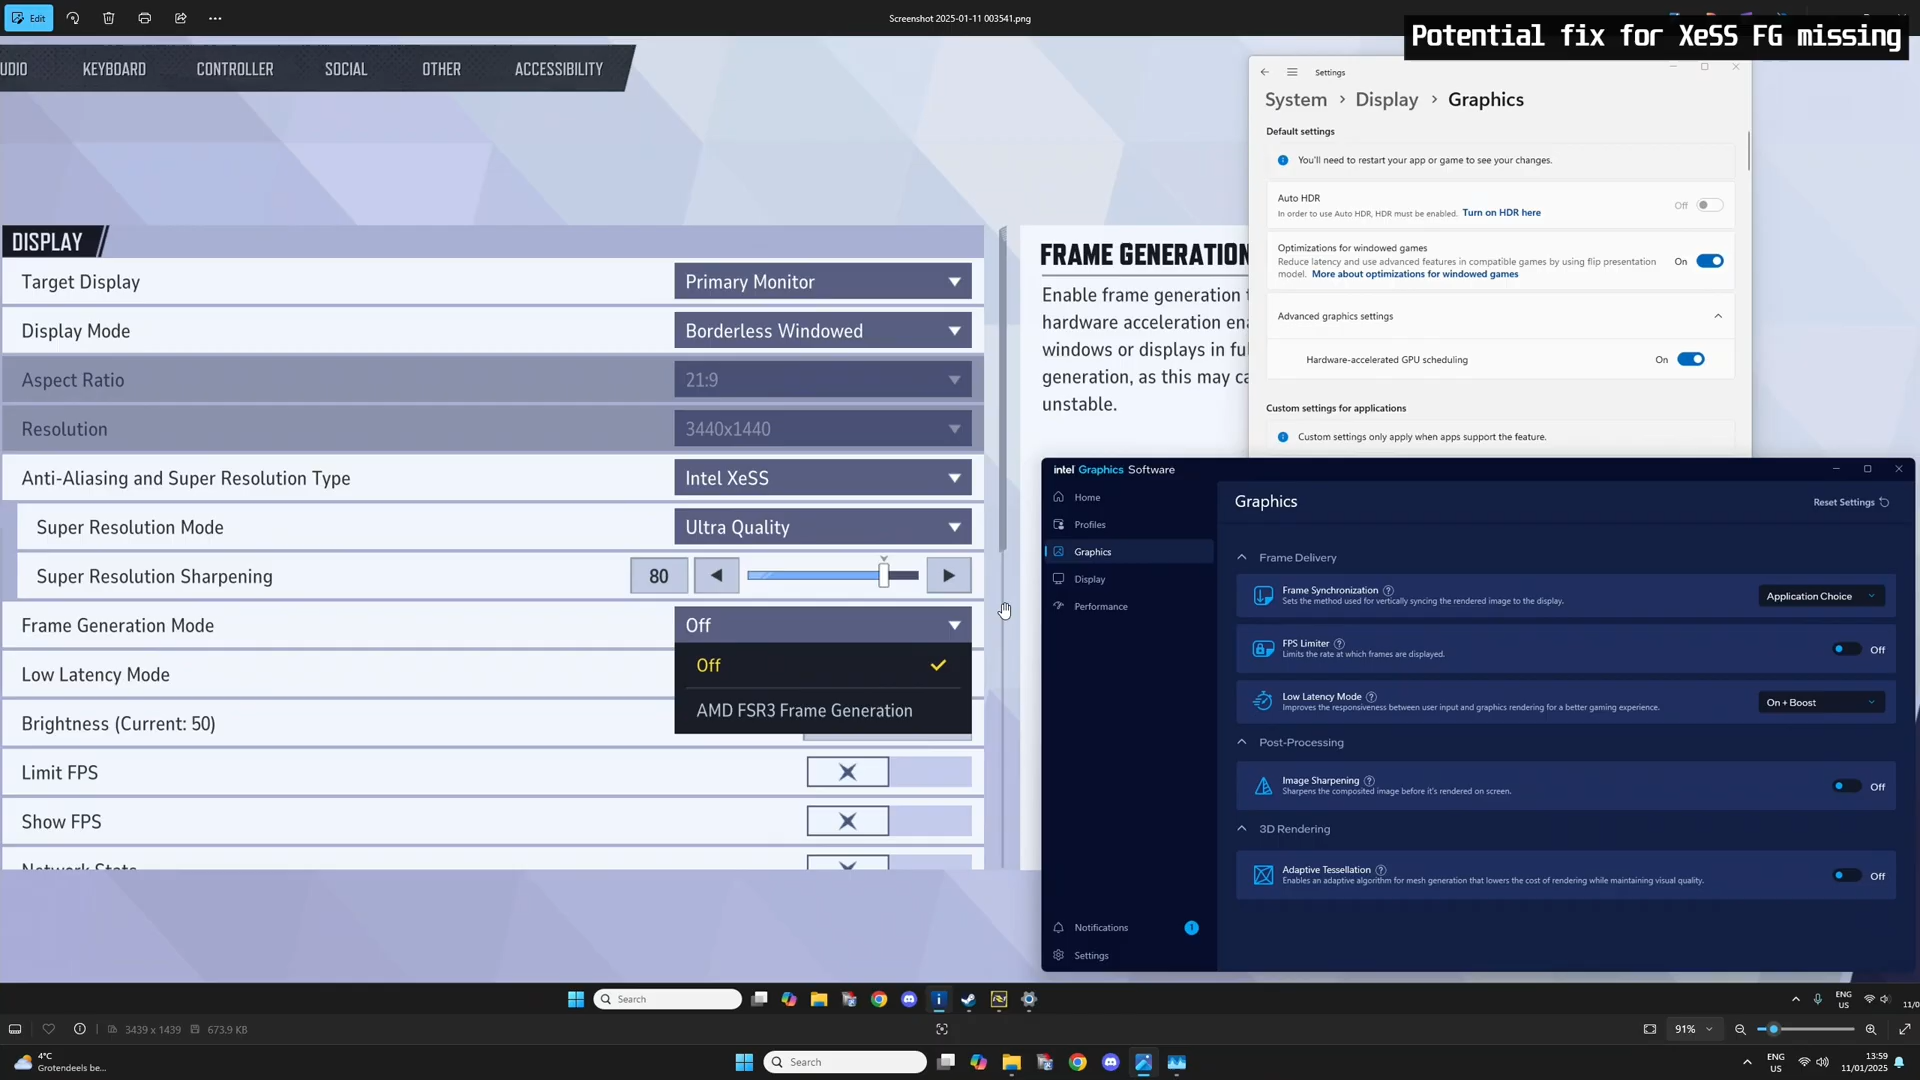 Edit
Screenshot 2025-01-11 003541.png
Potential fix for XeSS FG missing
UDIO
KEYBOARD
CONTROLLER
SOCIAL
OTHER
ACCESSIBILITY
DISPLAY
Target Display
Primary Monitor
Display Mode
Borderless Windowed
Aspect Ratio
21:9
Resolution
3440x1440
Anti-Aliasing and Super Resolution Type
Intel XeSS
Super Resolution Mode
Ultra Quality
Super Resolution Sharpening
80
Frame Generation Mode
Off
Off
AMD FSR3 Frame Generation
Low Latency Mode
Brightness (Current: 50)
Limit FPS
Show FPS
FRAME GENERATION
Enable frame generation
hardware acceleration ena
windows or displays in fu
generation, as this may ca
unstable.
Settings
System > Display > Graphics
Default settings
You'll need to restart your app or game to see your changes.
Auto HDR
In order to use Auto HDR, HDR must be enabled. Turn on HDR here
Off
Optimizations for windowed games
Reduce latency and use advanced features in compatible games by using flip presentation
model. More about optimizations for windowed games
On
Advanced graphics settings
Hardware-accelerated GPU scheduling
On
Custom settings for applications
Custom settings only apply when apps support the feature.
intel Graphics Software
Home
Profiles
Graphics
Display
Performance
Notifications
1
Settings
Graphics
Reset Settings
Frame Delivery
Frame Synchronization
Sets the method used for vertically syncing the rendered image to the display.
Application Choice
FPS Limiter
Limits the rate at which frames are displayed.
Off
Low Latency Mode
Improves the responsiveness between user input and graphics rendering for a better gaming experience.
On + Boost
Post-Processing
Image Sharpening
Sharpens the composited image before it's rendered on screen.
Off
3D Rendering
Adaptive Tessellation
Enables an adaptive algorithm for mesh generation that lowers the cost of rendering while maintaining visual quality.
Off
Search
ENG
US
11/0
3439 x 1439
673.9 KB
91%
4°C
Grotendeels be...
Search
ENG
US
13:59
11/01/2025